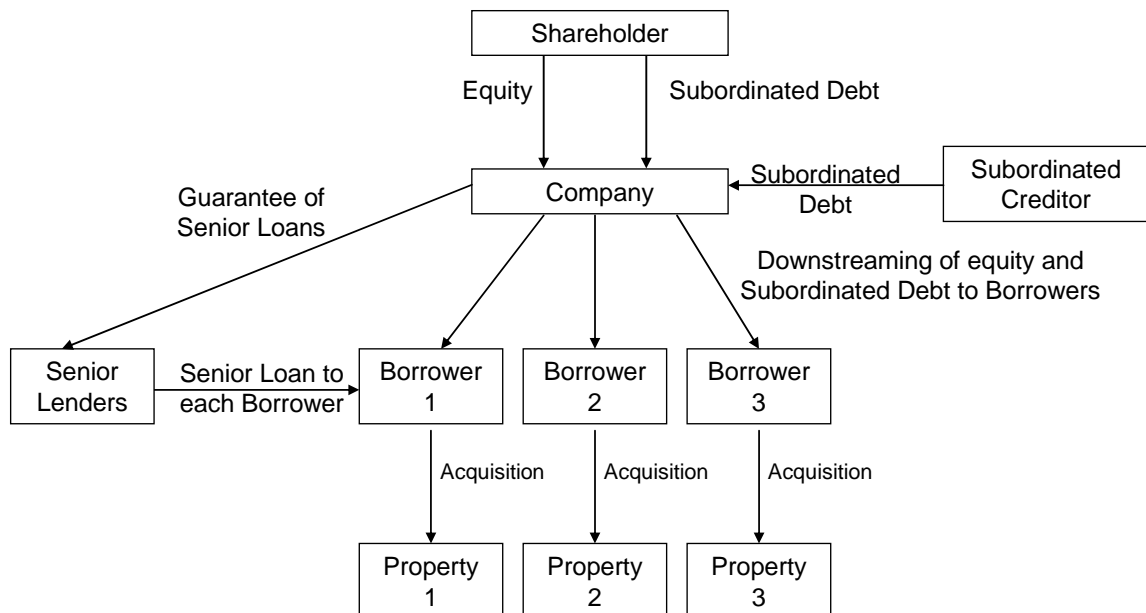 Shareholder
Equity
Subordinated Debt
Company
Subordinated
Debt
Subordinated
Creditor
Guarantee of
Senior Loans
Downstreaming of equity and
Subordinated Debt to Borrowers
Senior
Lenders
Senior Loan to
each Borrower
Borrower
1
Borrower
2
Borrower
3
Acquisition
Acquisition
Acquisition
Property
1
Property
2
Property
3